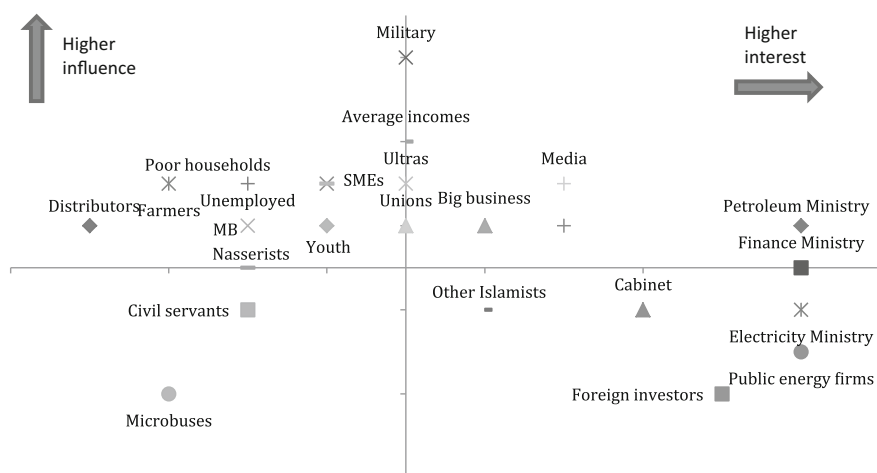 Military
Higher
influence
Higher
interest
Average incomes
Poor households
Ultras
Media
SMEs
Distributors
Farmers
Unemployed
Unions
Big business
Petroleum Ministry
MB
Youth
Finance Ministry
Nasserists
Other Islamists
Cabinet
Civil servants
Electricity Ministry
Public energy firms
Foreign investors
Microbuses